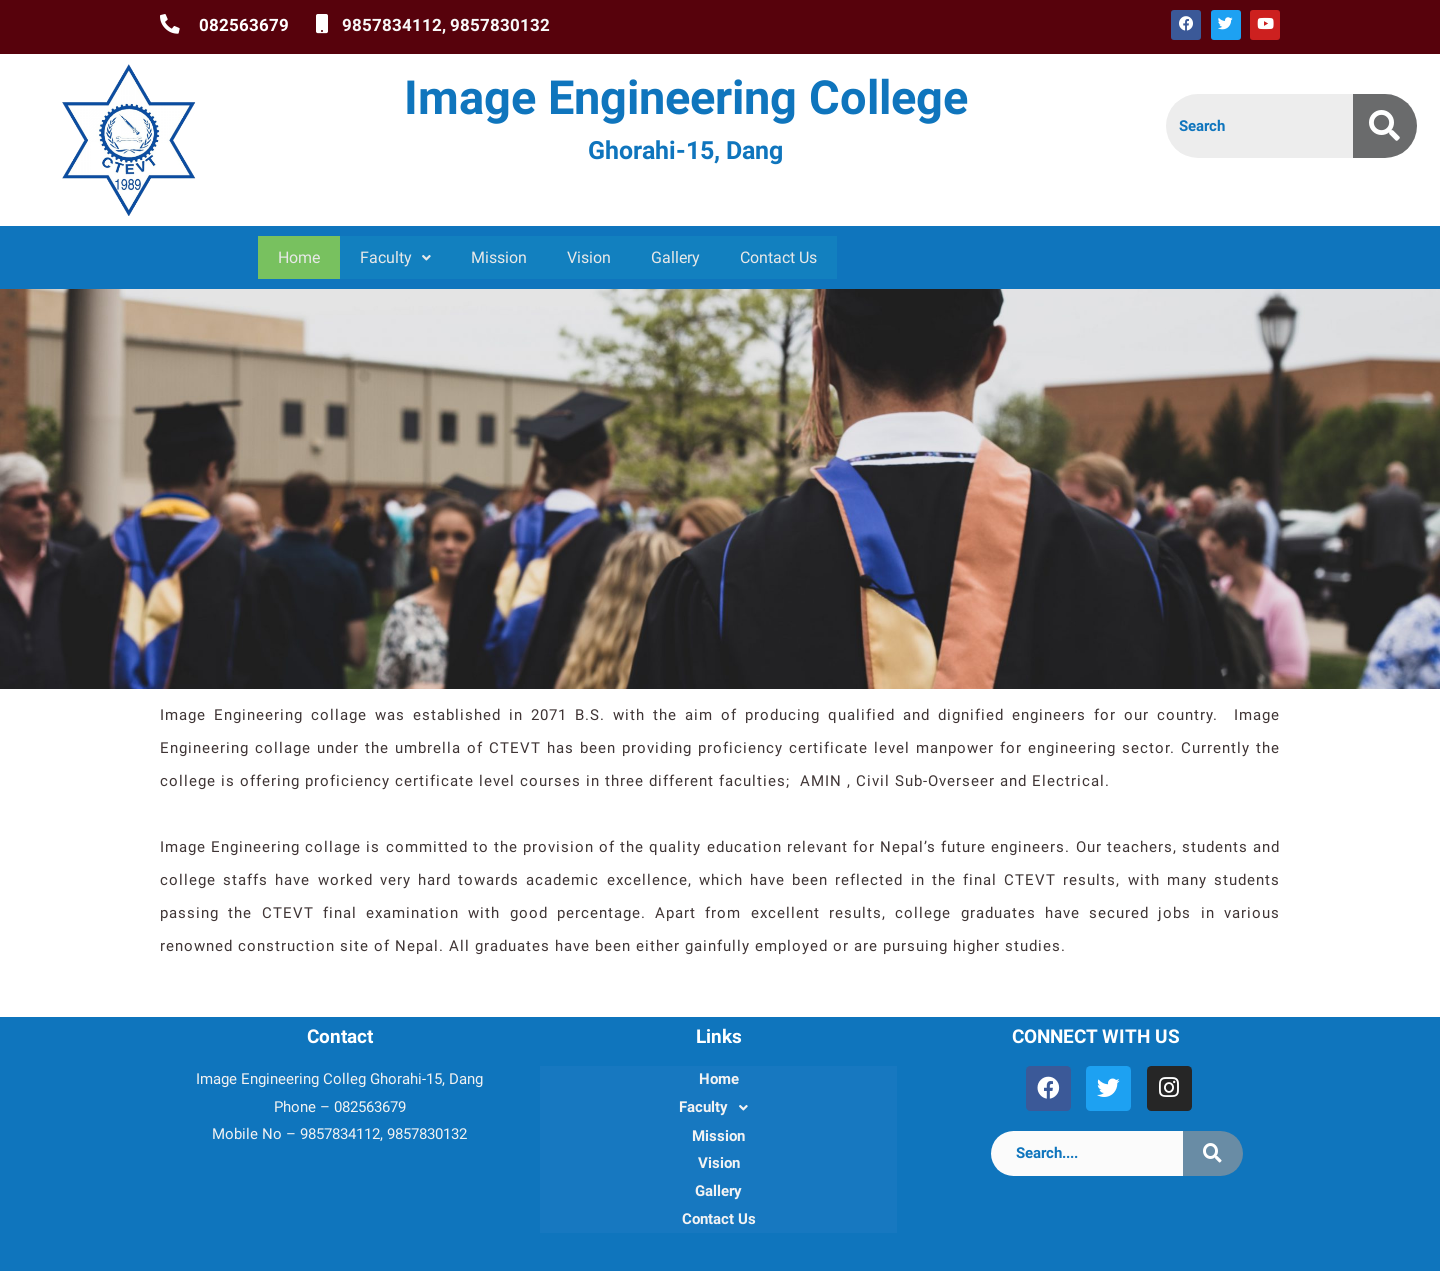 082563679 9857834112, 9857830132
Image Engineering College
Ghorahi-15, Dang
Search
CTEVT
1989
Home Faculty Mission Vision Gallery Contact Us
Image Engineering collage was established in 2071 B.S. with the aim of producing qualified and dignified engineers for our country. Image
Engineering collage under the umbrella of CTEVT has been providing proficiency certificate level manpower for engineering sector. Currently the
college is offering proficiency certificate level courses in three different faculties; AMIN , Civil Sub-Overseer and Electrical.
Image Engineering collage is committed to the provision of the quality education relevant for Nepal’s future engineers. Our teachers, students and
college staffs have worked very hard towards academic excellence, which have been reflected in the final CTEVT results, with many students
passing the CTEVT final examination with good percentage. Apart from excellent results, college graduates have secured jobs in various
renowned construction site of Nepal. All graduates have been either gainfully employed or are pursuing higher studies.
Contact
Image Engineering Colleg Ghorahi-15, Dang
Phone – 082563679
Mobile No – 9857834112, 9857830132
Links
Home
Faculty
Mission
Vision
Gallery
Contact Us
CONNECT WITH US
Search....